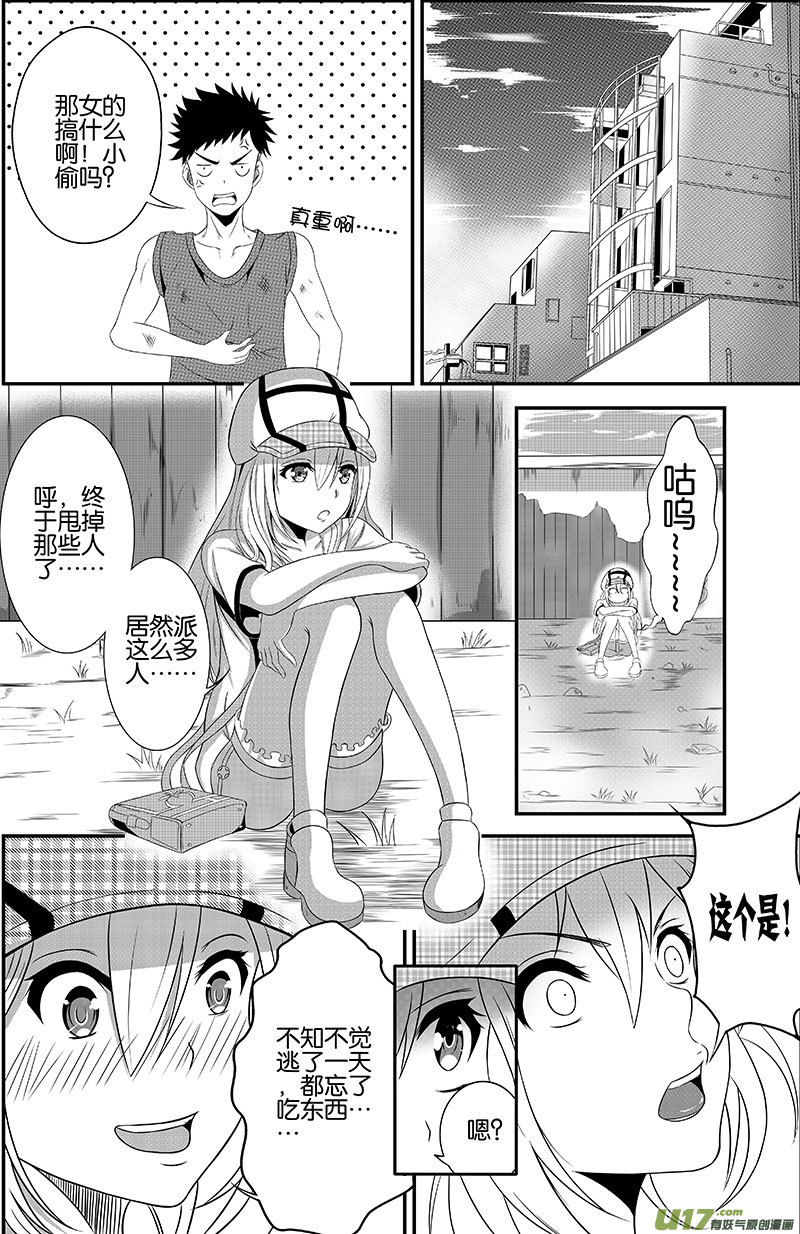 那女的
搞什么
啊！小
偷吗？
真重啊……
呼，终
于甩掉
那些人
了……
居然派
这么多
人……
咕呜~~~~
这个是！
嗯？
不知不觉
逃了一天
，都忘了
吃东西…
……
U17.com
有妖气原创漫画